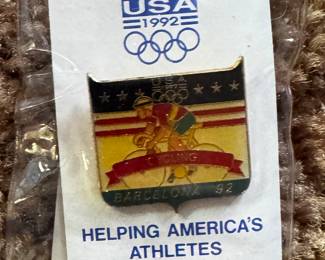 USA
1992
USA
CYCLING
BARCELONA '92
HELPING AMERICA'S
ATHLETES